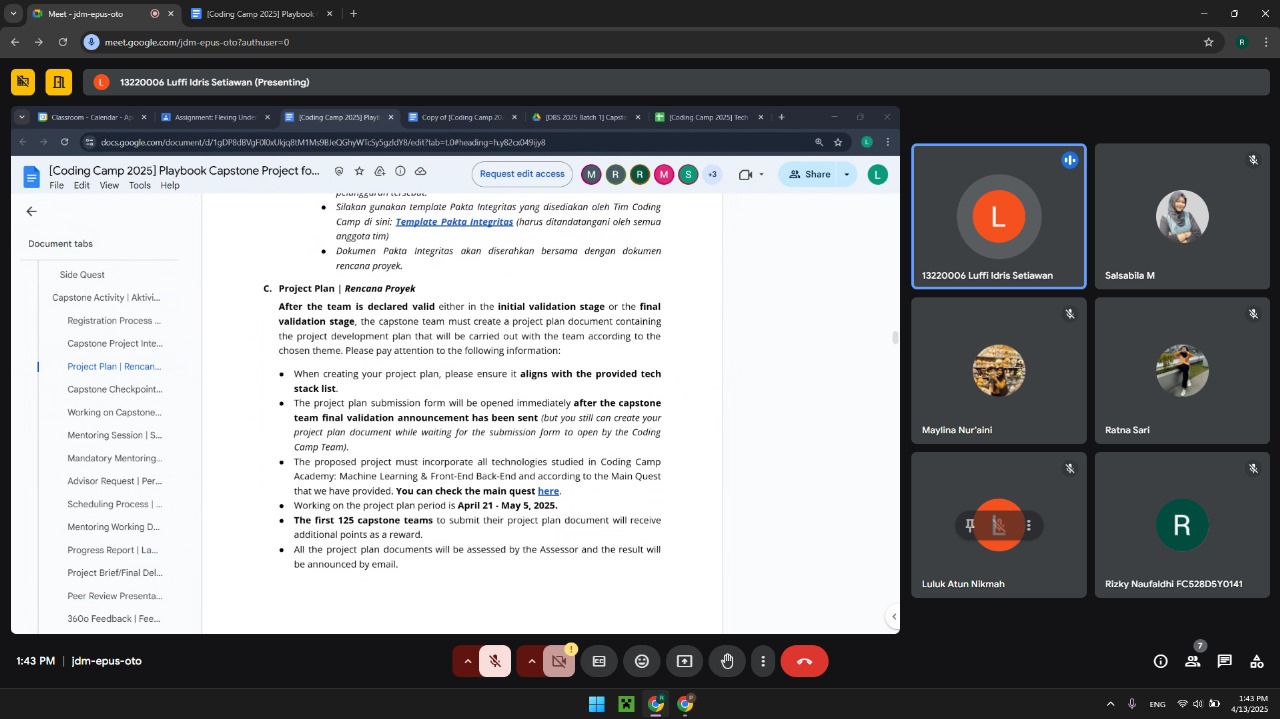 Meet - jdm-epus-oto
[Coding Camp 2025] Playbook
meet.google.com/jdm-epus-oto?authuser=0
R
L
13220006 Luffi Idris Setiawan (Presenting)
Classroom - Calendar - Ap
Assignment: Flexing Unde
[Coding Camp 2025] Playb
Copy of [Coding Camp 20
[DBS 2025 Batch 1] Capst
[Coding Camp 2025] Tech
[Coding Camp 2025] Playbook Capstone Project fo...
File Edit View Tools Help
Request edit access
M R R M S +3
Share
L
Document tabs
Side Quest
Capstone Activity | Aktivi...
Registration Process ...
Capstone Project Inte...
Project Plan | Rencan...
Capstone Checkpoint...
Working on Capstone...
Mentoring Session | S...
Mandatory Mentoring...
Advisor Request | Per...
Scheduling Process | ...
Mentoring Working D...
Progress Report | La...
Project Brief/Final Del...
Peer Review Presenta...
360o Feedback | Fee...
pelanggaran tersebut.
Silakan gunakan template Pakta Integritas yang disediakan oleh Tim Coding
Camp di sini: Template Pakta Integritas (harus ditandatangani oleh semua
anggota tim)
Dokumen Pakta Integritas akan diserahkan bersama dengan dokumen
rencana proyek.
C. Project Plan | Rencana Proyek
After the team is declared valid either in the initial validation stage or the final
validation stage, the capstone team must create a project plan document containing
the project development plan that will be carried out with the team according to the
chosen theme. Please pay attention to the following information:
When creating your project plan, please ensure it aligns with the provided tech
stack list.
The project plan submission form will be opened immediately after the capstone
team final validation announcement has been sent (but you still can create your
project plan document while waiting for the submission form to open by the Coding
Camp Team).
The proposed project must incorporate all technologies studied in Coding Camp
Academy: Machine Learning & Front-End Back-End and according to the Main Quest
that we have provided. You can check the main quest here.
Working on the project plan period is April 21 - May 5, 2025.
The first 125 capstone teams to submit their project plan document will receive
additional points as a reward.
All the project plan documents will be assessed by the Assessor and the result will
be announced by email.
L
13220006 Luffi Idris Setiawan
Salsabila M
Maylina Nur'aini
Ratna Sari
Luluk Atun Nikmah
R
Rizky Naufaldhi FC528D5Y0141
1:43 PM | jdm-epus-oto
7
ENG
1:43 PM
4/13/2025